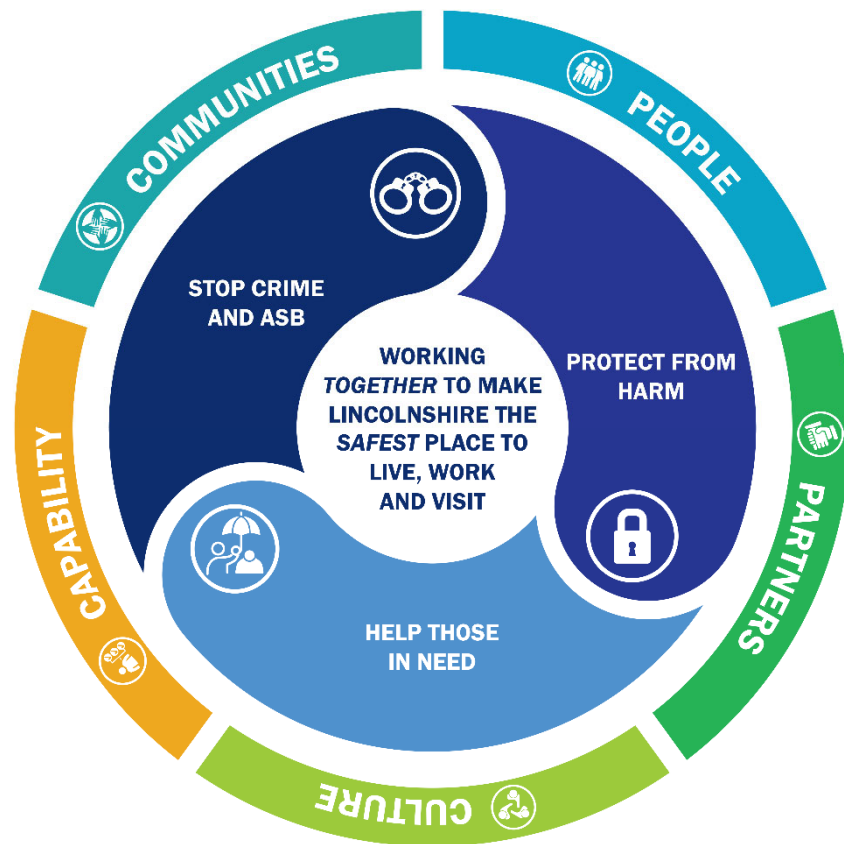 COMMUNITIES
PEOPLE
STOP CRIME
AND ASB
PROTECT FROM
HARM
WORKING
TOGETHER TO MAKE
LINCOLNSHIRE THE
SAFEST PLACE TO
LIVE, WORK
AND VISIT
HELP THOSE
IN NEED
CAPABILITY
PARTNERS
CULTURE